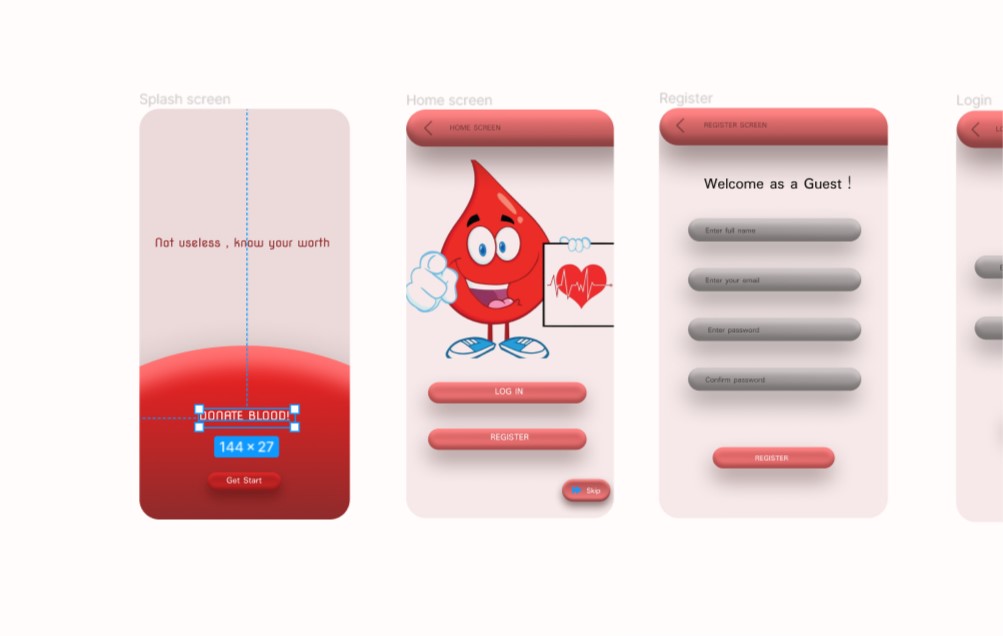 Splash screen
Not useless , know your worth
DONATE BLOOD!
144 × 27
Get Start
Home screen
HOME SCREEN
LOG IN
REGISTER
Skip
Register
REGISTER SCREEN
Welcome as a Guest !
Enter full name
Enter your email
Enter password
Confirm password
REGISTER
Login